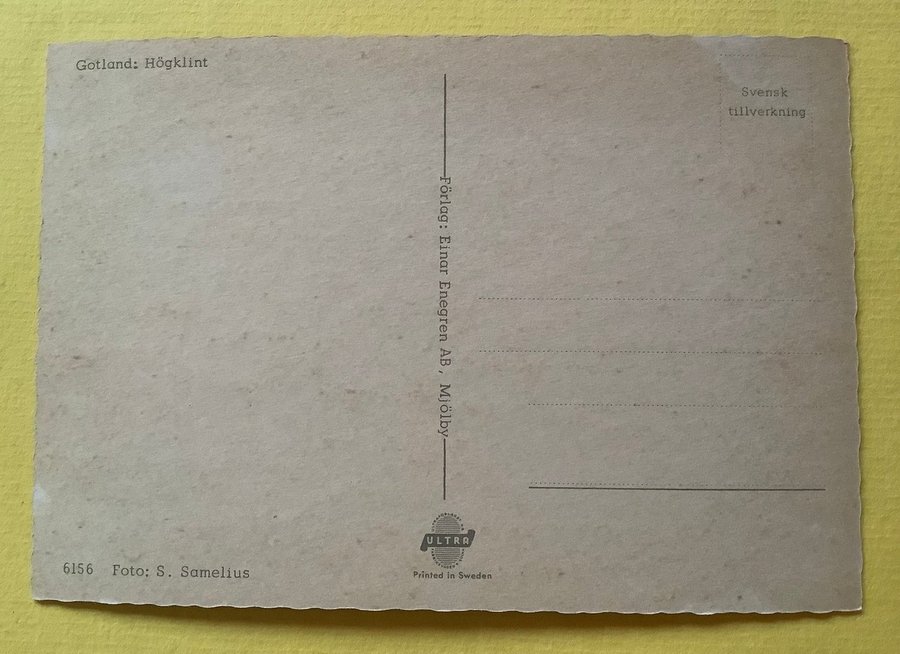 Gotland: Högklint
Svensk
tillverkning
Förlag: Einar Enegren AB, Mjölby
ULTRA
Printed in Sweden
6156 Foto: S. Samelius